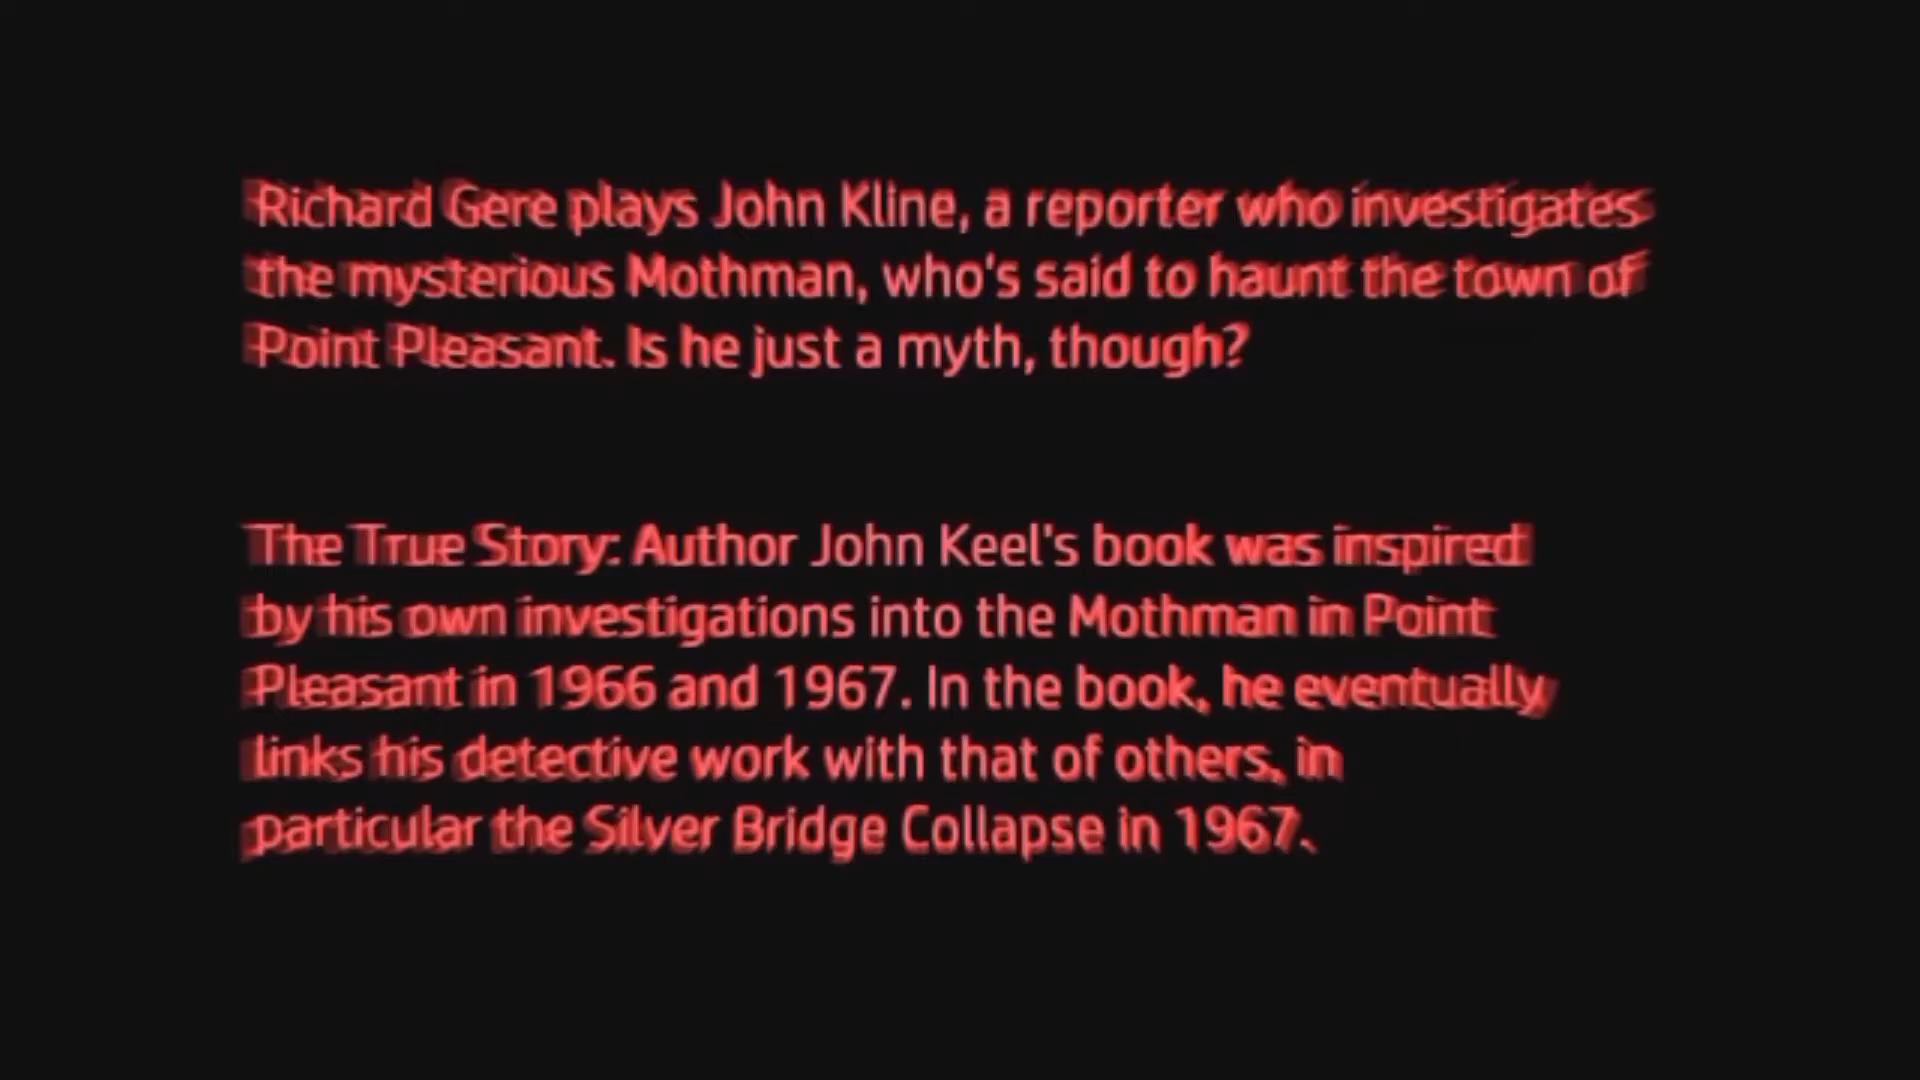 Richard Gere plays John Kline, a reporter who investigates
the mysterious Mothman, who's said to haunt the town of
Point Pleasant. Is he just a myth, though?
The True Story: Author John Keel's book was inspired
by his own investigations into the Mothman in Point
Pleasant in 1966 and 1967. In the book, he eventually
links his detective work with that of others, in
particular the Silver Bridge Collapse in 1967.